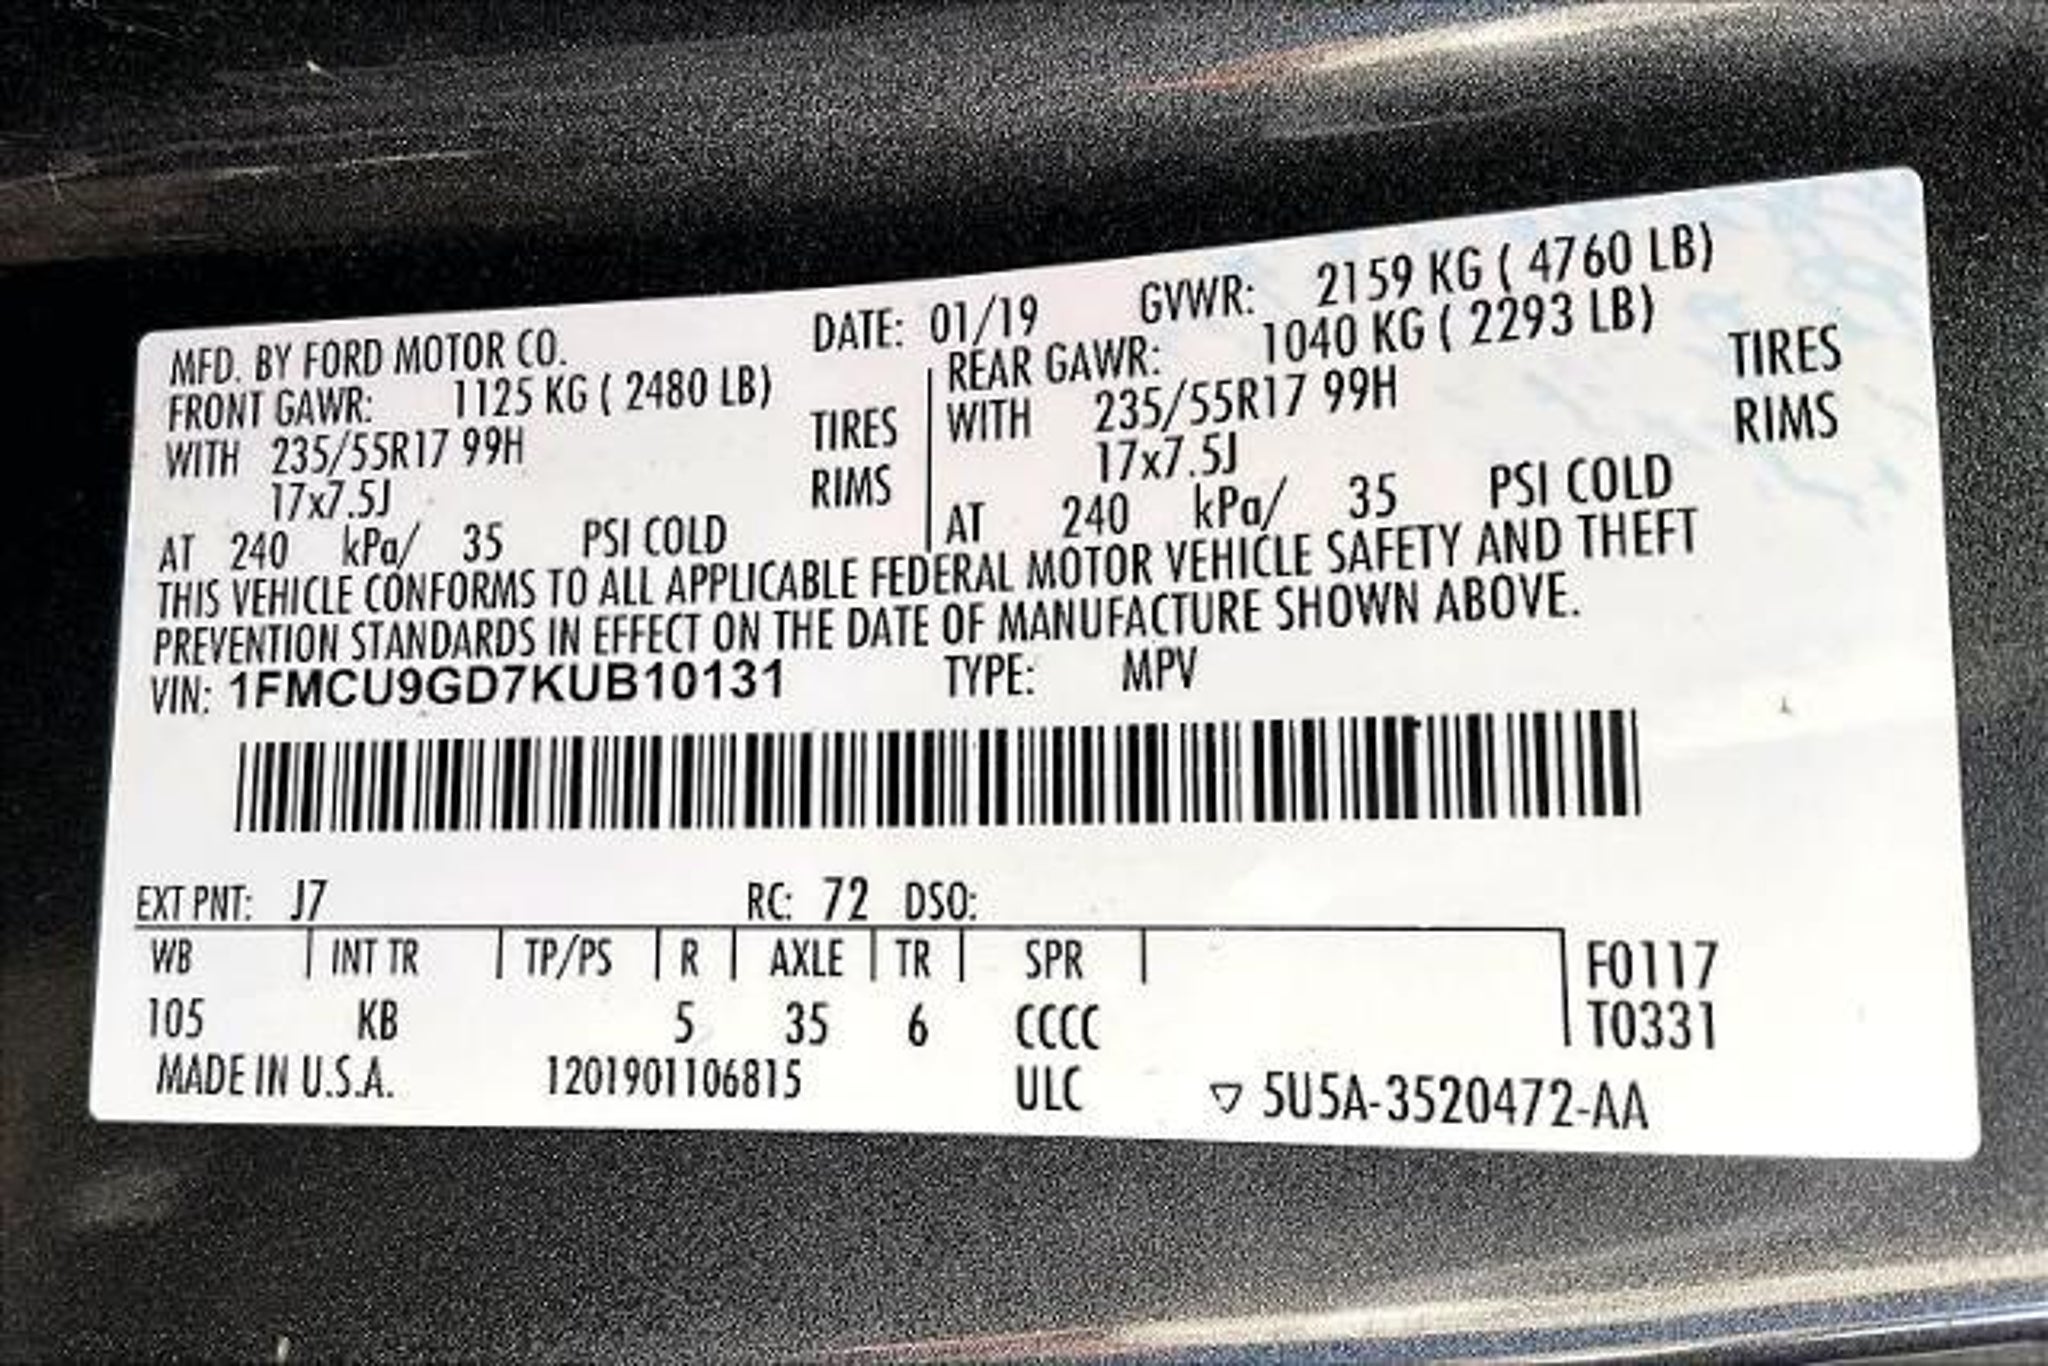 MFD. BY FORD MOTOR CO. DATE: 01/19 GVWR: 2159 KG ( 4760 LB)
FRONT GAWR: 1125 KG ( 2480 LB) REAR GAWR: 1040 KG ( 2293 LB)
WITH 235/55R17 99H TIRES WITH 235/55R17 99H TIRES
17x7.5J RIMS 17x7.5J RIMS
AT 240 kPa/ 35 PSI COLD AT 240 kPa/ 35 PSI COLD
THIS VEHICLE CONFORMS TO ALL APPLICABLE FEDERAL MOTOR VEHICLE SAFETY AND THEFT
PREVENTION STANDARDS IN EFFECT ON THE DATE OF MANUFACTURE SHOWN ABOVE.
VIN: 1FMCU9GD7KUB10131 TYPE: MPV
EXT PNT: J7 RC: 72 DSO:
WB INT TR TP/PS R AXLE TR SPR F0117
105 KB 5 35 6 CCCC T0331
MADE IN U.S.A. 1201901106815 ULC ▽ 5U5A-3520472-AA